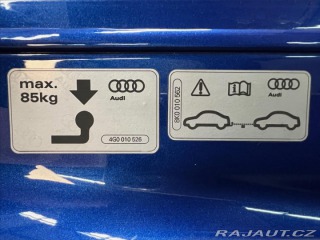 max.
85kg
Audi
4G0 010 526
8K0 010 562
Audi
RAJAUT.CZ